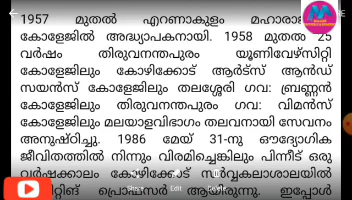 1957 മുതൽ എറണാകുളം
കോളേജിൽ അദ്ധ്യാപകനായി. 1958 മുതൽ 25
വർഷം തിരുവനന്തപുരം യൂണിവേഴ്സിറ്റി
കോളേജിലും കോഴിക്കോട് ആർട്സ് ആൻഡ്
സയൻസ് കോളേജിലും തലശ്ശേരി ഗവ: ബ്രണ്ണൻ
കോളേജിലും തിരുവനന്തപുരം ഗവ: വിമൻസ്
കോളേജിലും മലയാളവിഭാഗം തലവനായി സേവനം
അനുഷ്ഠിച്ചു. 1986 മേയ് 31-നു ഔദ്യോഗിക
ജീവിതത്തിൽ നിന്നും വിരമിച്ചെങ്കിലും പിന്നീട് ഒരു
വർഷക്കാലം കോഴിക്കോട് സർവ്വകലാശാലയിൽ
പ്രൊഫസർ ആയിരുന്നു. ഇപ്പോൾ
Edit